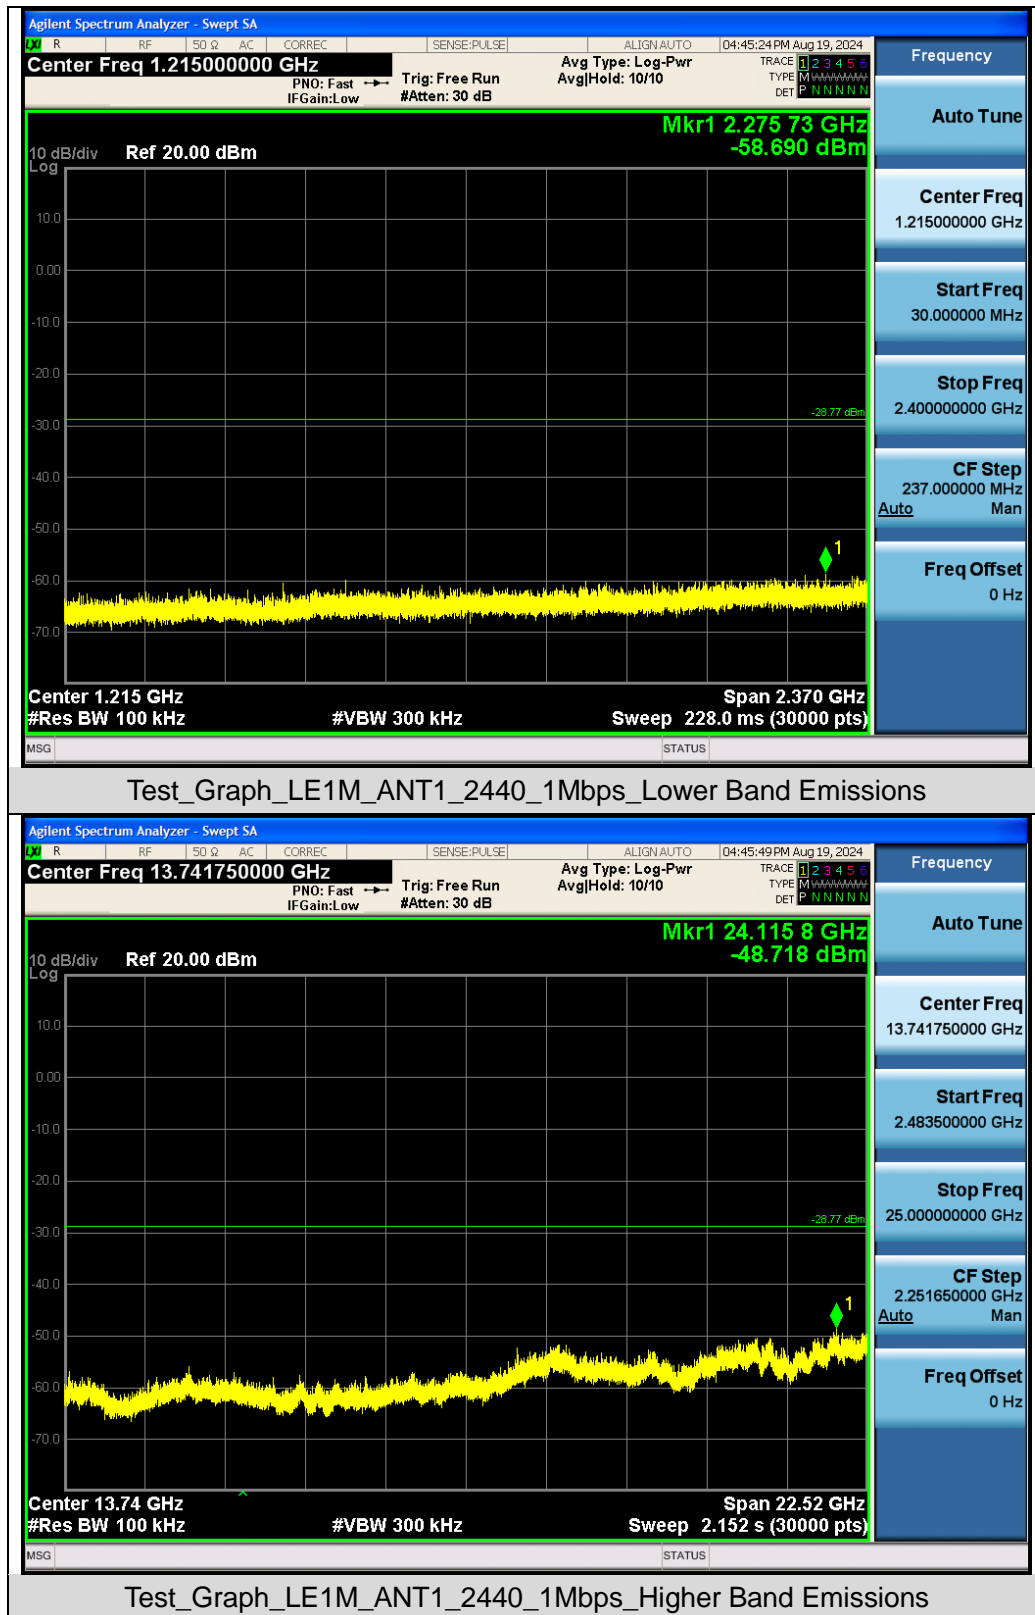 Agilent Spectrum Analyzer - Swept SA
LXI R RF 50 Ω AC CORREC SENSE:PULSE ALIGN AUTO 04:45:24 PM Aug 19, 2024
Center Freq 1.215000000 GHz Avg Type: Log-Pwr TRACE 1 2 3 4 5 6 Frequency
PNO: Fast Trig: Free Run Avg|Hold: 10/10 TYPE M
IFGain:Low #Atten: 30 dB DET P N N N N N
Auto Tune
Mkr1 2.275 73 GHz
10 dB/div Ref 20.00 dBm -58.690 dBm
Log
Center Freq
1.215000000 GHz
10.0
0.00
Start Freq
30.000000 MHz
-10.0
-20.0
Stop Freq
2.400000000 GHz
-28.77 dBm
-30.0
CF Step
237.000000 MHz
Auto Man
-40.0
-50.0
1
Freq Offset
0 Hz
-60.0
-70.0
Center 1.215 GHz Span 2.370 GHz
#Res BW 100 kHz #VBW 300 kHz Sweep 228.0 ms (30000 pts)
MSG STATUS
Test_Graph_LE1M_ANT1_2440_1Mbps_Lower Band Emissions
Agilent Spectrum Analyzer - Swept SA
LXI R RF 50 Ω AC CORREC SENSE:PULSE ALIGN AUTO 04:45:49 PM Aug 19, 2024
Center Freq 13.741750000 GHz Avg Type: Log-Pwr TRACE 1 2 3 4 5 6 Frequency
PNO: Fast Trig: Free Run Avg|Hold: 10/10 TYPE M
IFGain:Low #Atten: 30 dB DET P N N N N N
Auto Tune
Mkr1 24.115 8 GHz
10 dB/div Ref 20.00 dBm -48.718 dBm
Log
Center Freq
13.741750000 GHz
10.0
0.00
Start Freq
2.483500000 GHz
-10.0
-20.0
Stop Freq
25.000000000 GHz
-28.77 dBm
-30.0
CF Step
2.251650000 GHz
Auto Man
-40.0
1
-50.0
Freq Offset
0 Hz
-60.0
-70.0
Center 13.74 GHz Span 22.52 GHz
#Res BW 100 kHz #VBW 300 kHz Sweep 2.152 s (30000 pts)
MSG STATUS
Test_Graph_LE1M_ANT1_2440_1Mbps_Higher Band Emissions